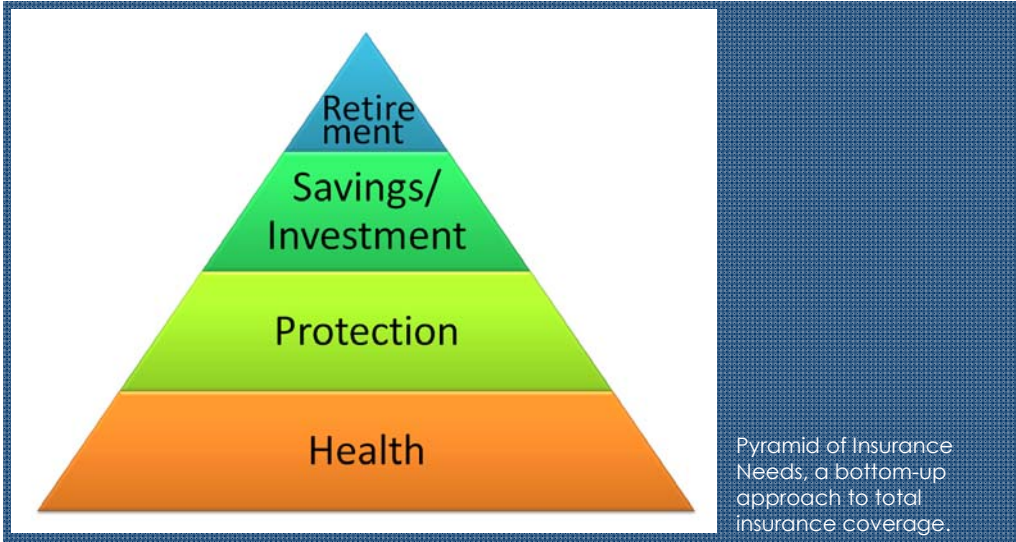 Retire
ment
Savings/
Investment
Protection
Health
Pyramid of Insurance
Needs, a bottom-up
approach to total
insurance coverage.